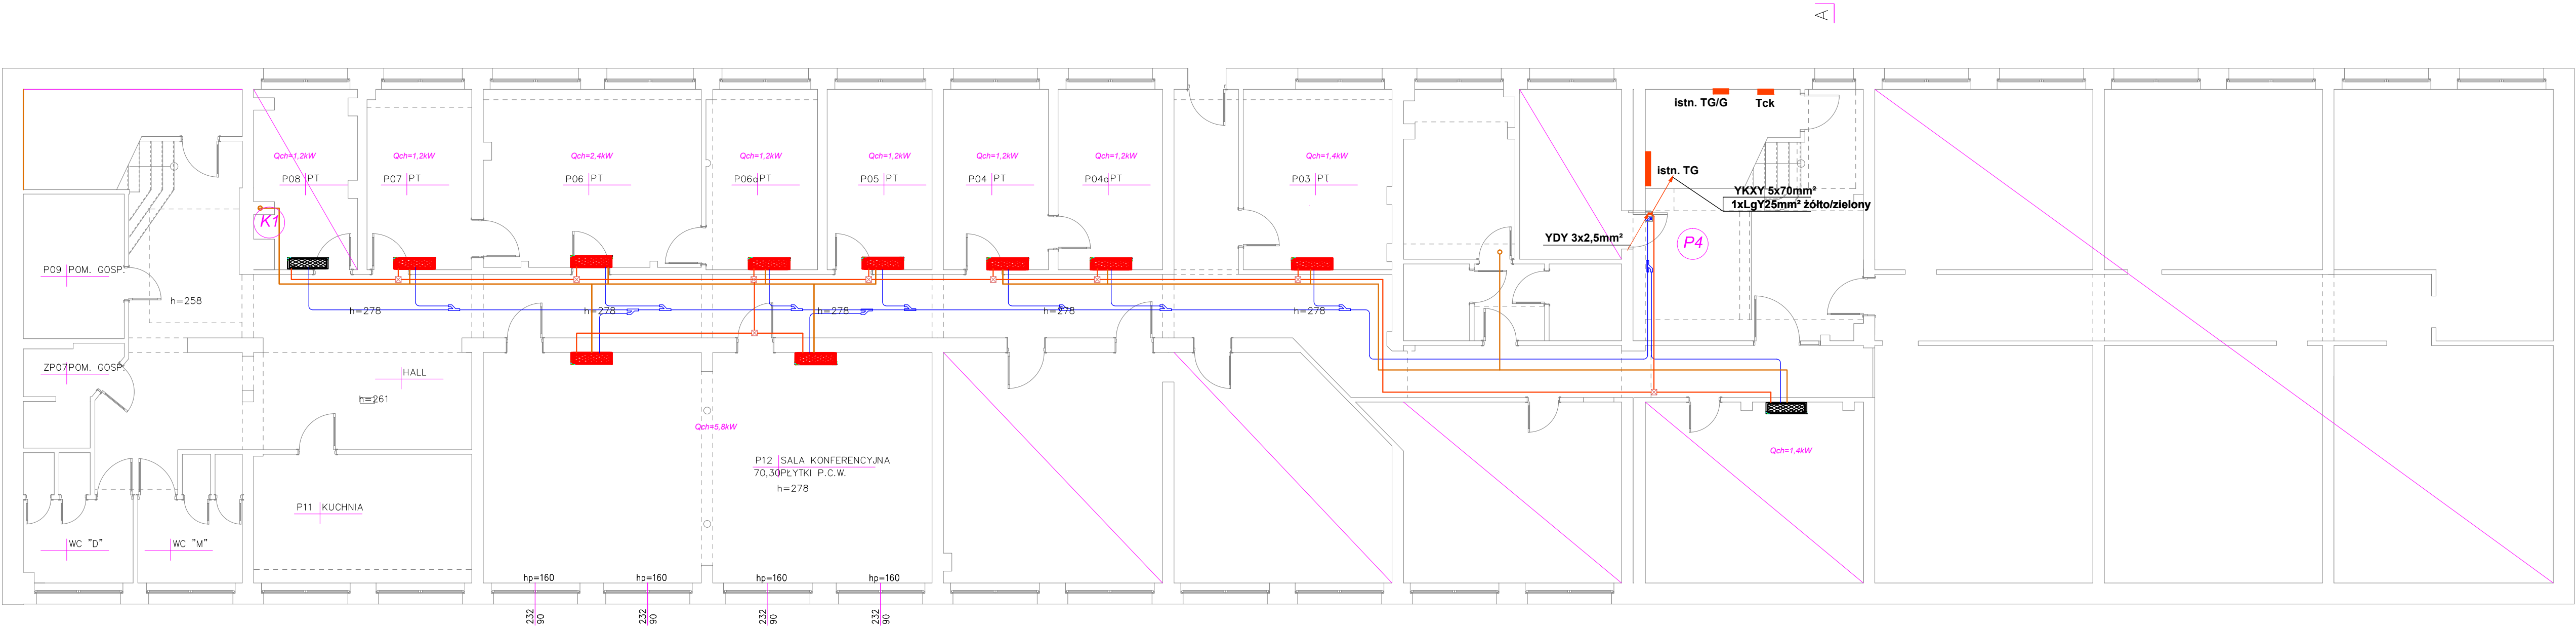 A
istn. TG/G
Tck
Qch=1,2kW
Qch=1,2kW
Qch=2,4kW
Qch=1,2kW
Qch=1,2kW
Qch=1,2kW
Qch=1,2kW
Qch=1,4kW
P08 PT
P07 PT
P06 PT
P06a PT
P05 PT
P04 PT
P04a PT
P03 PT
istn. TG
YKXY 5x70mm²
1xLgY25mm² żółto/zielony
K1
YDY 3x2,5mm²
P4
P09 POM. GOSP.
h=258
h=278
h=278
h=278
h=278
h=278
ZP07 POM. GOSP.
HALL
h=261
Qch=5,8kW
Qch=1,4kW
P12 SALA KONFERENCYJNA
70,30 PŁYTKI P.C.W.
h=278
P11 KUCHNIA
WC "D"
WC "M"
hp=160
hp=160
hp=160
hp=160
232
90
232
90
232
90
232
90